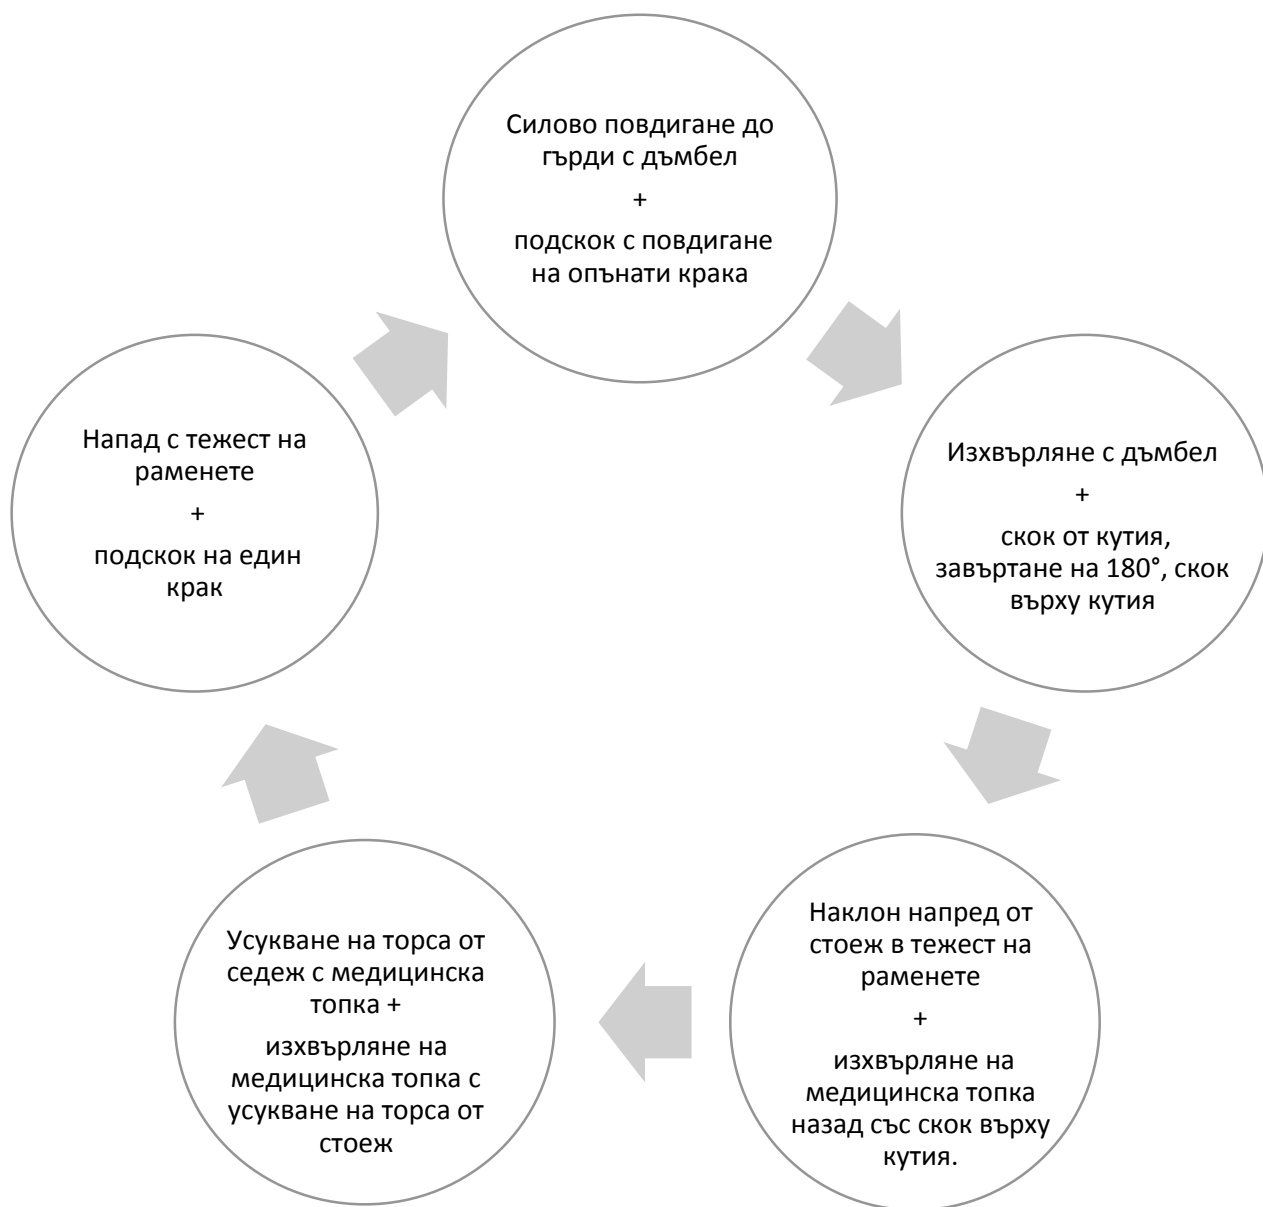 Силово повдигане до
гърди с дъмбел
+
подскок с повдигане
на опънати крака
Изхвърляне с дъмбел
+
скок от кутия,
завъртане на 180°, скок
върху кутия
Наклон напред от
стоеж в тежест на
раменете
+
изхвърляне на
медицинска топка
назад със скок върху
кутия.
Усукване на торса от
седеж с медицинска
топка +
изхвърляне на
медицинска топка с
усукване на торса от
стоеж
Напад с тежест на
раменете
+
подскок на един
крак